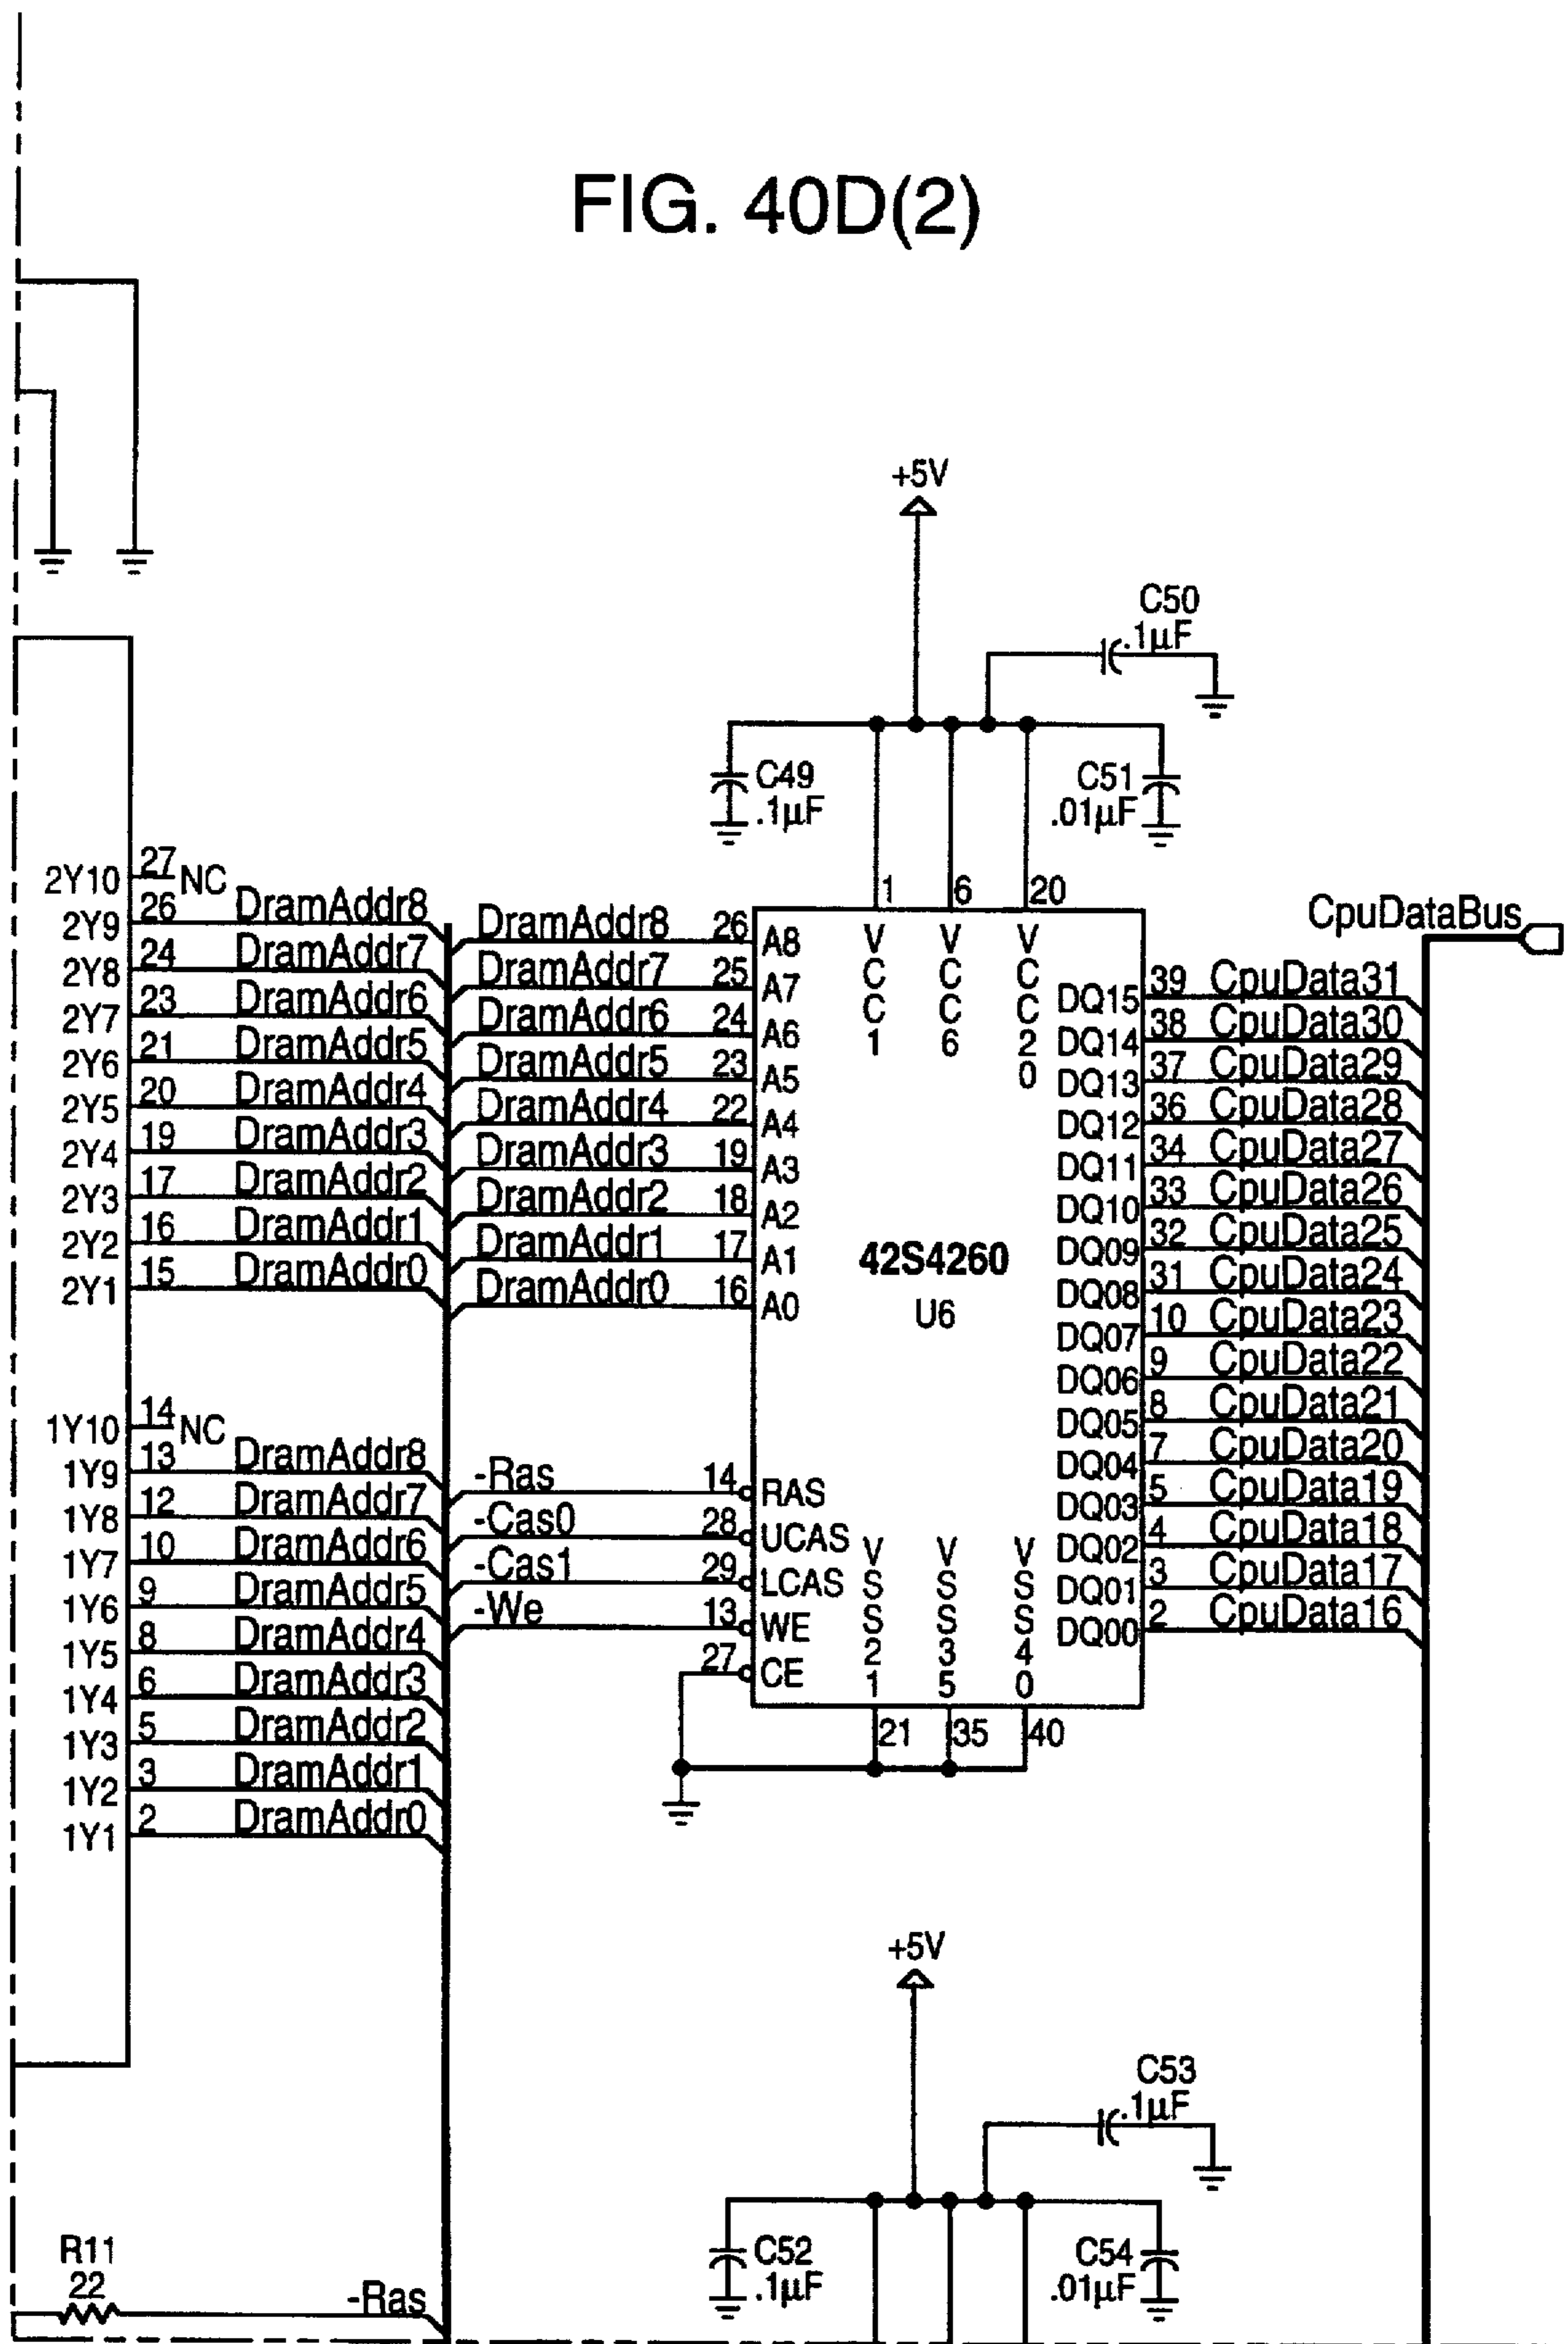 FIG. 40D(2)
+5V
C50
.1µF
C49
.1µF
C51
.01µF
1 6 20
2Y10 27 NC
2Y9 26 DramAddr8
2Y8 24 DramAddr7
2Y7 23 DramAddr6
2Y6 21 DramAddr5
2Y5 20 DramAddr4
2Y4 19 DramAddr3
2Y3 17 DramAddr2
2Y2 16 DramAddr1
2Y1 15 DramAddr0
1Y10 14 NC
1Y9 13 DramAddr8
1Y8 12 DramAddr7
1Y7 10 DramAddr6
1Y6 9 DramAddr5
1Y5 8 DramAddr4
1Y4 6 DramAddr3
1Y3 5 DramAddr2
1Y2 3 DramAddr1
1Y1 2 DramAddr0
DramAddr8 26 A8
DramAddr7 25 A7
DramAddr6 24 A6
DramAddr5 23 A5
DramAddr4 22 A4
DramAddr3 19 A3
DramAddr2 18 A2
DramAddr1 17 A1
DramAddr0 16 A0
-Ras 14 RAS
-Cas0 28 UCAS
-Cas1 29 LCAS
-We 13 WE
27 CE
VCC1
VCC6
VCC20
42S4260
U6
VSS21
VSS35
VSS40
21 35 40
CpuDataBus
DQ15 39 CpuData31
DQ14 38 CpuData30
DQ13 37 CpuData29
DQ12 36 CpuData28
DQ11 34 CpuData27
DQ10 33 CpuData26
DQ09 32 CpuData25
DQ08 31 CpuData24
DQ07 10 CpuData23
DQ06 9 CpuData22
DQ05 8 CpuData21
DQ04 7 CpuData20
DQ03 5 CpuData19
DQ02 4 CpuData18
DQ01 3 CpuData17
DQ00 2 CpuData16
+5V
C53
.1µF
C52
.1µF
C54
.01µF
R11
22
-Ras